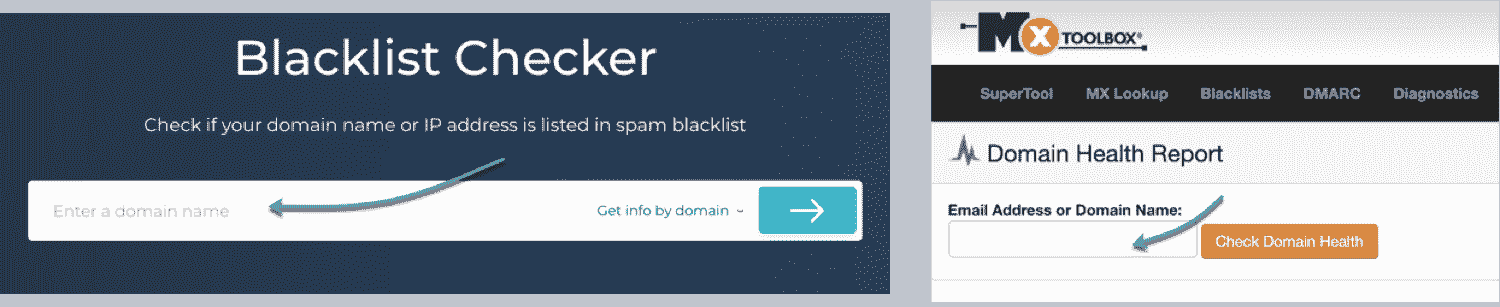 Blacklist Checker
Check if your domain name or IP address is listed in spam blacklist
Enter a domain name
Get info by domain
MX TOOLBOX®
SuperTool MX Lookup Blacklists DMARC Diagnostics
Domain Health Report
Email Address or Domain Name:
Check Domain Health